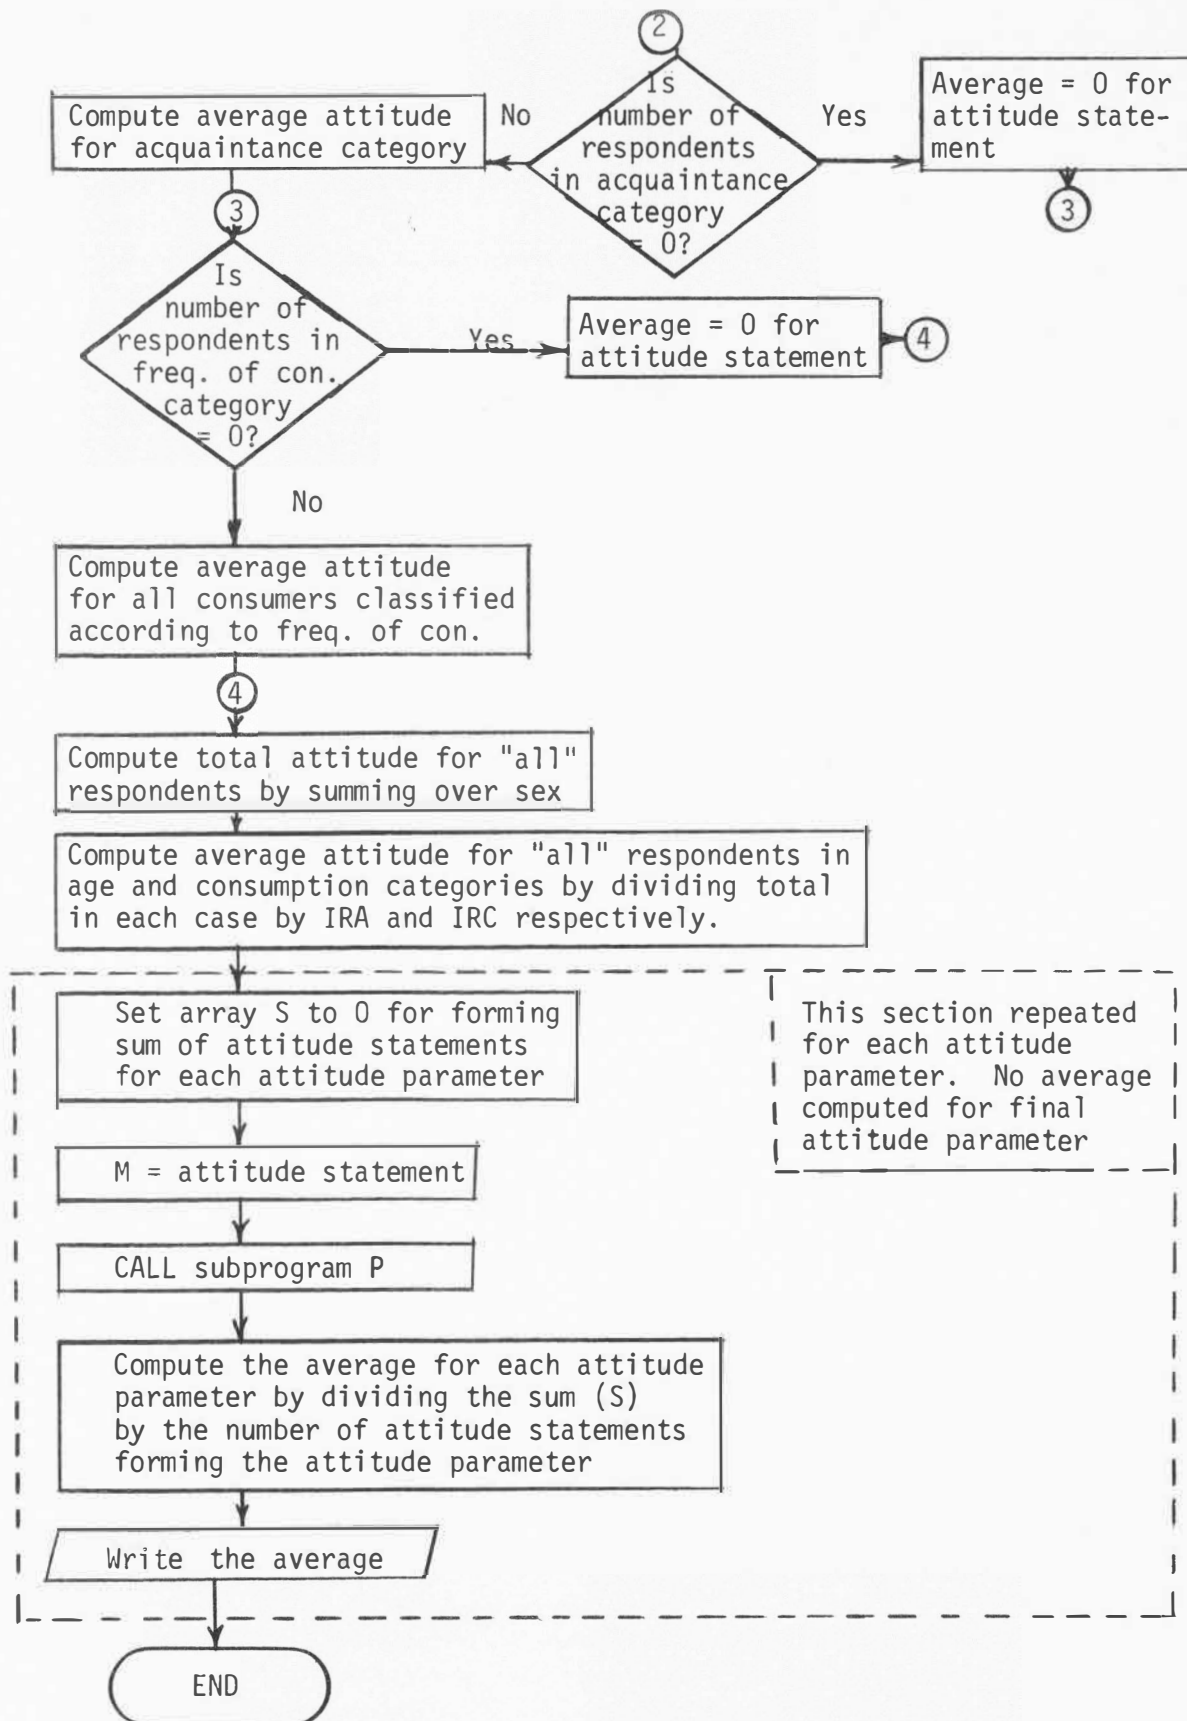 2
Is
number of
respondents
in acquaintance
category
= 0?
No
Yes
Compute average attitude
for acquaintance category
Average = 0 for
attitude state-
ment
3
3
Is
number of
respondents in
freq. of con.
category
= 0?
Yes
Average = 0 for
attitude statement
4
No
Compute average attitude
for all consumers classified
according to freq. of con.
4
Compute total attitude for "all"
respondents by summing over sex
Compute average attitude for "all" respondents in
age and consumption categories by dividing total
in each case by IRA and IRC respectively.
Set array S to 0 for forming
sum of attitude statements
for each attitude parameter
This section repeated
for each attitude
parameter. No average
computed for final
attitude parameter
M = attitude statement
CALL subprogram P
Compute the average for each attitude
parameter by dividing the sum (S)
by the number of attitude statements
forming the attitude parameter
Write the average
END